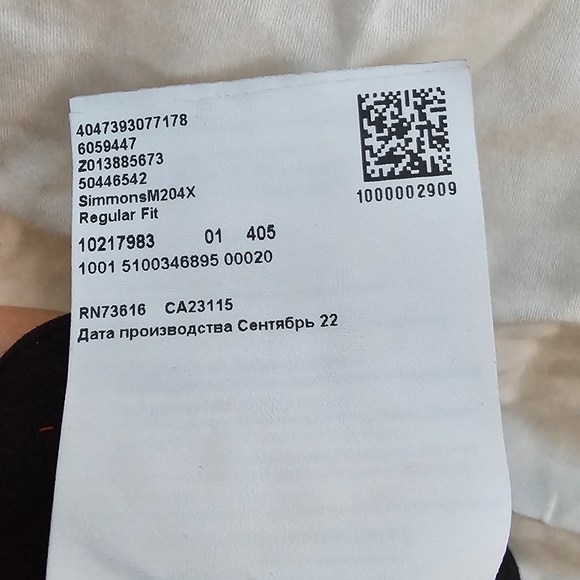 4047393077178
6059447
Z013885673
50446542
SimmonsM204X
Regular Fit
1000002909
10217983 01 405
1001 5100346895 00020
RN73616 CA23115
Дата производства Сентябрь 22